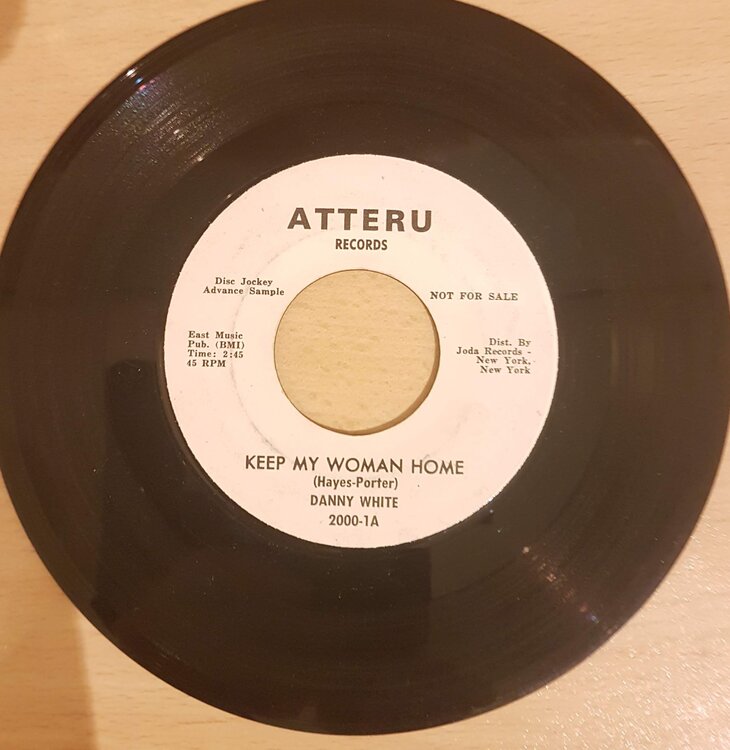 ATTERU
RECORDS
Disc Jockey
Advance Sample
NOT FOR SALE
East Music
Pub. (BMI)
Time: 2:45
45 RPM
Dist. By
Joda Records -
New York,
New York
KEEP MY WOMAN HOME
(Hayes-Porter)
DANNY WHITE
2000-1A